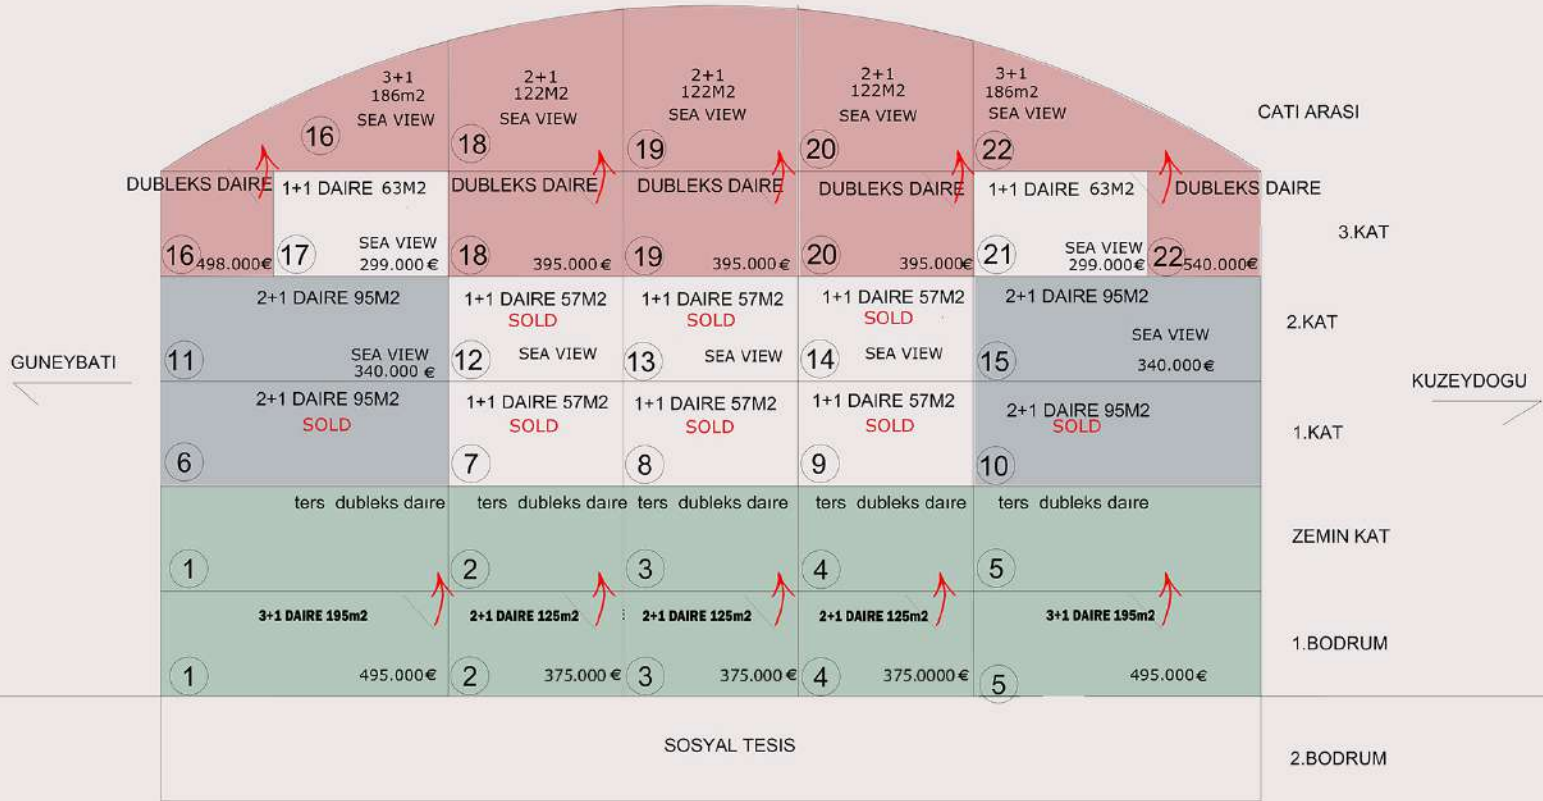 3+1
186m2
SEA VIEW
16
2+1
122M2
SEA VIEW
18
2+1
122M2
SEA VIEW
19
2+1
122M2
SEA VIEW
20
3+1
186m2
SEA VIEW
22
CATI ARASI
DUBLEKS DAIRE
16
498.000€
1+1 DAIRE 63M2
SEA VIEW
17
299.000€
DUBLEKS DAIRE
18
395.000€
DUBLEKS DAIRE
19
395.000€
DUBLEKS DAIRE
20
395.000€
1+1 DAIRE 63M2
SEA VIEW
21
299.000€
DUBLEKS DAIRE
22
540.000€
3.KAT
2+1 DAIRE 95M2
11
SEA VIEW
340.000 €
1+1 DAIRE 57M2
SOLD
12
SEA VIEW
1+1 DAIRE 57M2
SOLD
13
SEA VIEW
1+1 DAIRE 57M2
SOLD
14
SEA VIEW
2+1 DAIRE 95M2
SEA VIEW
15
340.000€
2.KAT
GUNEYBATI
KUZEYDOGU
2+1 DAIRE 95M2
SOLD
6
1+1 DAIRE 57M2
SOLD
7
1+1 DAIRE 57M2
SOLD
8
1+1 DAIRE 57M2
SOLD
9
2+1 DAIRE 95M2
SOLD
10
1.KAT
ters dubleks daıre
1
ters dubleks daıre
2
ters dubleks daıre
3
ters dubleks daıre
4
ters dubleks daıre
5
ZEMIN KAT
3+1 DAIRE 195m2
1
495.000€
2+1 DAIRE 125m2
2
375.000 €
2+1 DAIRE 125m2
3
375.000 €
2+1 DAIRE 125m2
4
375.0000 €
3+1 DAIRE 195m2
5
495.000€
1.BODRUM
SOSYAL TESIS
2.BODRUM